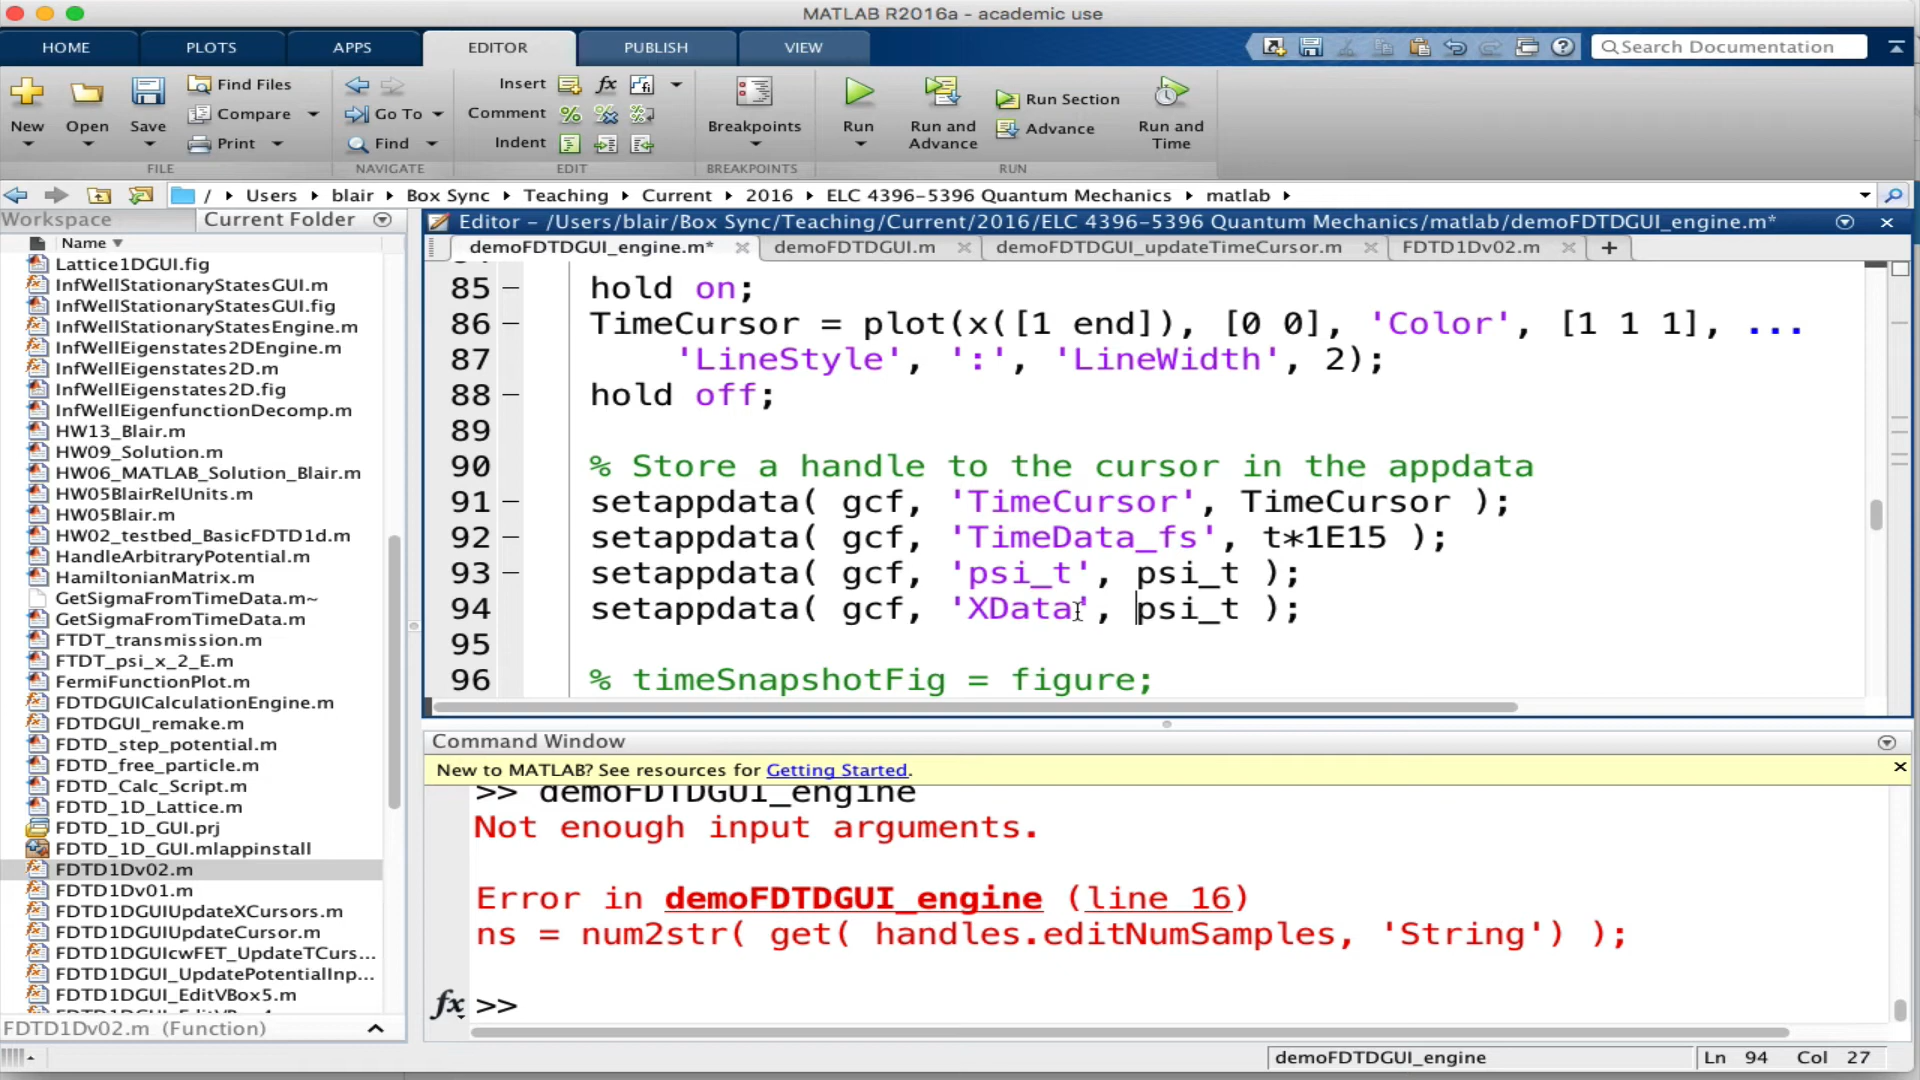 MATLAB R2016a - academic use
HOME PLOTS APPS EDITOR PUBLISH VIEW
Search Documentation
New Open Save
Find Files
Compare
Print
Go To
Find
Insert fx
Comment
Indent
Breakpoints
Run
Run and Advance
Run Section
Advance
Run and Time
FILE NAVIGATE EDIT BREAKPOINTS RUN
/ Users blair Box Sync Teaching Current 2016 ELC 4396-5396 Quantum Mechanics matlab
Workspace Current Folder
Name
Lattice1DGUI.fig
InfWellStationaryStatesGUI.m
InfWellStationaryStatesGUI.fig
InfWellStationaryStatesEngine.m
InfWellEigenstates2DEngine.m
InfWellEigenstates2D.m
InfWellEigenstates2D.fig
InfWellEigenfunctionDecomp.m
HW13_Blair.m
HW09_Solution.m
HW06_MATLAB_Solution_Blair.m
HW05BlairRelUnits.m
HW05Blair.m
HW02_testbed_BasicFDTD1d.m
HandleArbitraryPotential.m
HamiltonianMatrix.m
GetSigmaFromTimeData.m~
GetSigmaFromTimeData.m
FTDT_transmission.m
FTDT_psi_x_2_E.m
FermiFunctionPlot.m
FDTDGUICalculationEngine.m
FDTDGUI_remake.m
FDTD_step_potential.m
FDTD_free_particle.m
FDTD_Calc_Script.m
FDTD_1D_Lattice.m
FDTD_1D_GUI.prj
FDTD_1D_GUI.mlappinstall
FDTD1Dv02.m
FDTD1Dv01.m
FDTD1DGUIUpdateXCursors.m
FDTD1DGUIUpdateCursor.m
FDTD1DGUIcwFET_UpdateTCurs...
FDTD1DGUI_UpdatePotentialInp...
FDTD1DGUI_EditVBox5.m
FDTD1Dv02.m (Function)
Editor - /Users/blair/Box Sync/Teaching/Current/2016/ELC 4396-5396 Quantum Mechanics/matlab/demoFDTDGUI_engine.m*
demoFDTDGUI_engine.m* demoFDTDGUI.m demoFDTDGUI_updateTimeCursor.m FDTD1Dv02.m +
85 hold on;
86 TimeCursor = plot(x([1 end]), [0 0], 'Color', [1 1 1], ...
87 'LineStyle', ':', 'LineWidth', 2);
88 hold off;
89
90 % Store a handle to the cursor in the appdata
91 setappdata( gcf, 'TimeCursor', TimeCursor );
92 setappdata( gcf, 'TimeData_fs', t*1E15 );
93 setappdata( gcf, 'psi_t', psi_t );
94 setappdata( gcf, 'XData', psi_t );
95
96 % timeSnapshotFig = figure;
Command Window
New to MATLAB? See resources for Getting Started.
>> demoFDTDGUI_engine
Not enough input arguments.
Error in demoFDTDGUI_engine (line 16)
ns = num2str( get( handles.editNumSamples, 'String') );
fx >>
demoFDTDGUI_engine Ln 94 Col 27